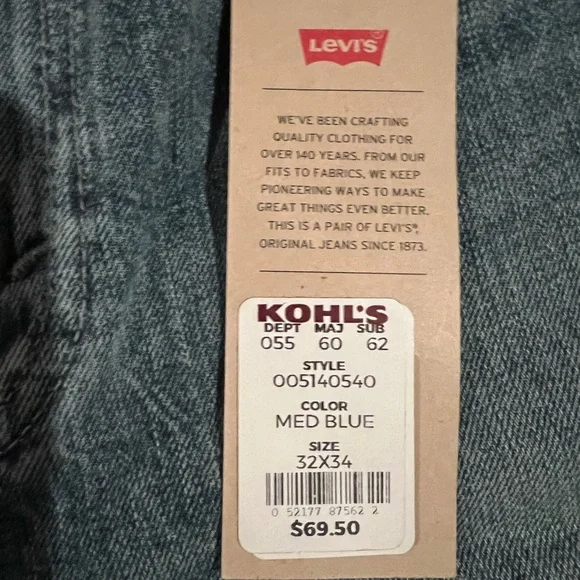 LEVI'S®
WE'VE BEEN CRAFTING
QUALITY CLOTHING FOR
OVER 140 YEARS. FROM OUR
FITS TO FABRICS, WE KEEP
PIONEERING WAYS TO MAKE
GREAT THINGS EVEN BETTER.
THIS IS A PAIR OF LEVI'S®,
ORIGINAL JEANS SINCE 1873.
KOHL'S
DEPT MAJ SUB
055 60 62
STYLE
005140540
COLOR
MED BLUE
SIZE
32X34
0 52177 87562 2
$69.50